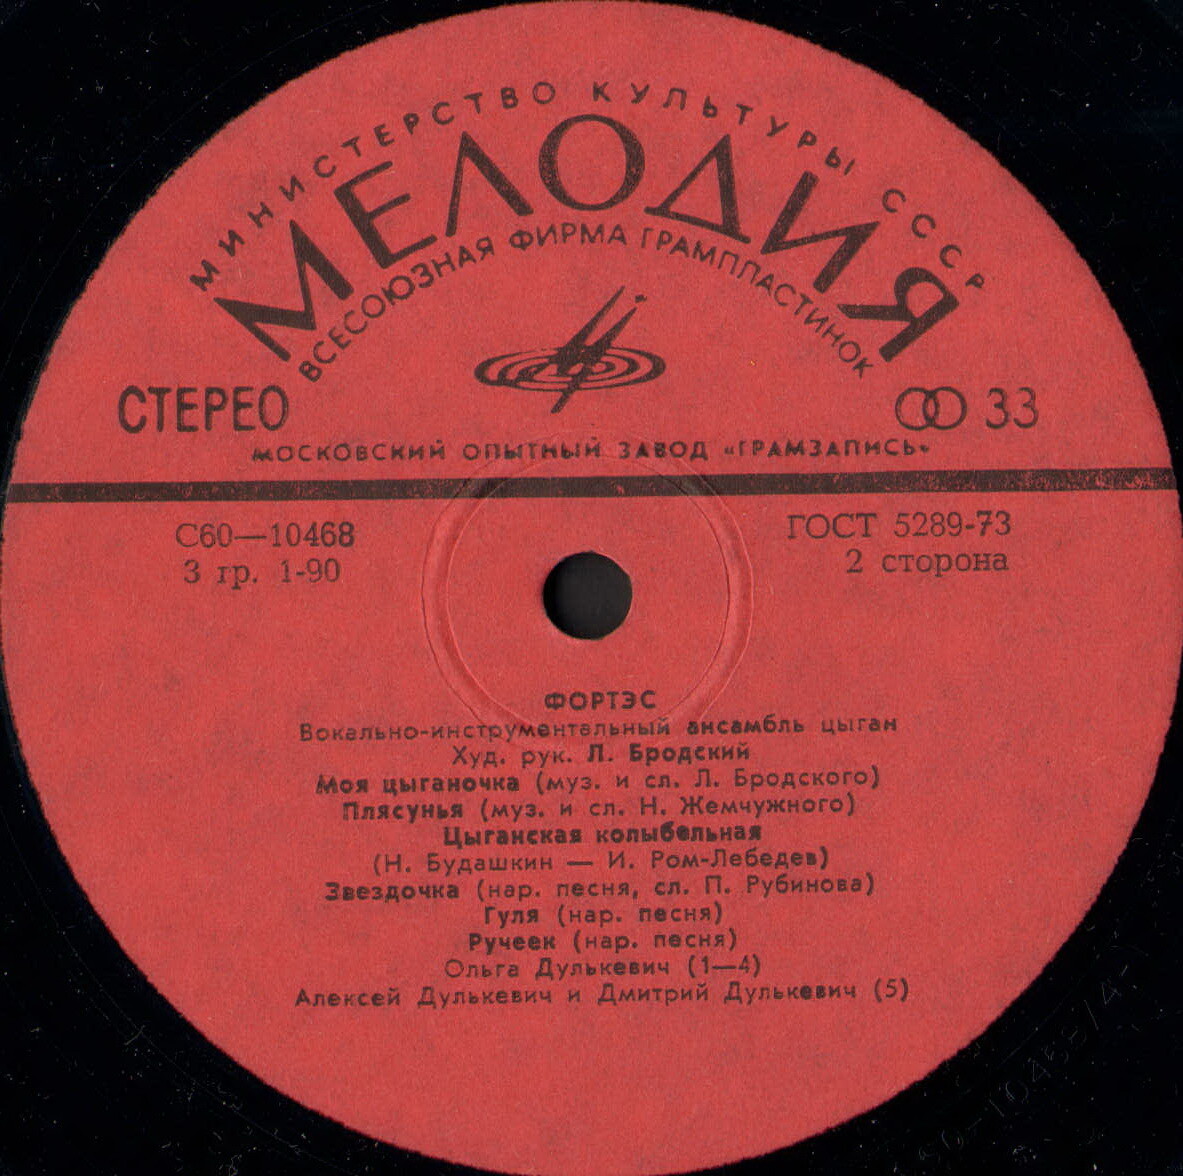 МИНИСТЕРСТВО КУЛЬТУРЫ СССР
МЕЛОДИЯ
ВСЕСОЮЗНАЯ ФИРМА ГРАМПЛАСТИНОК
СТЕРЕО
33
МОСКОВСКИЙ ОПЫТНЫЙ ЗАВОД «ГРАМЗАПИСЬ»
С60—10468
ГОСТ 5289-73
3 гр. 1-90
2 сторона
ФОРТЭС
Вокально-инструментальный ансамбль цыган
Худ. рук. Л. Бродский
Моя цыганочка (муз. и сл. Л. Бродского)
Плясунья (муз. и сл. Н. Жемчужного)
Цыганская колыбельная
(Н. Будашкин — И. Ром-Лебедев)
Звездочка (нар. песня, сл. П. Рубинова)
Гуля (нар. песня)
Ручеек (нар. песня)
Ольга Дулькевич (1—4)
Алексей Дулькевич и Дмитрий Дулькевич (5)